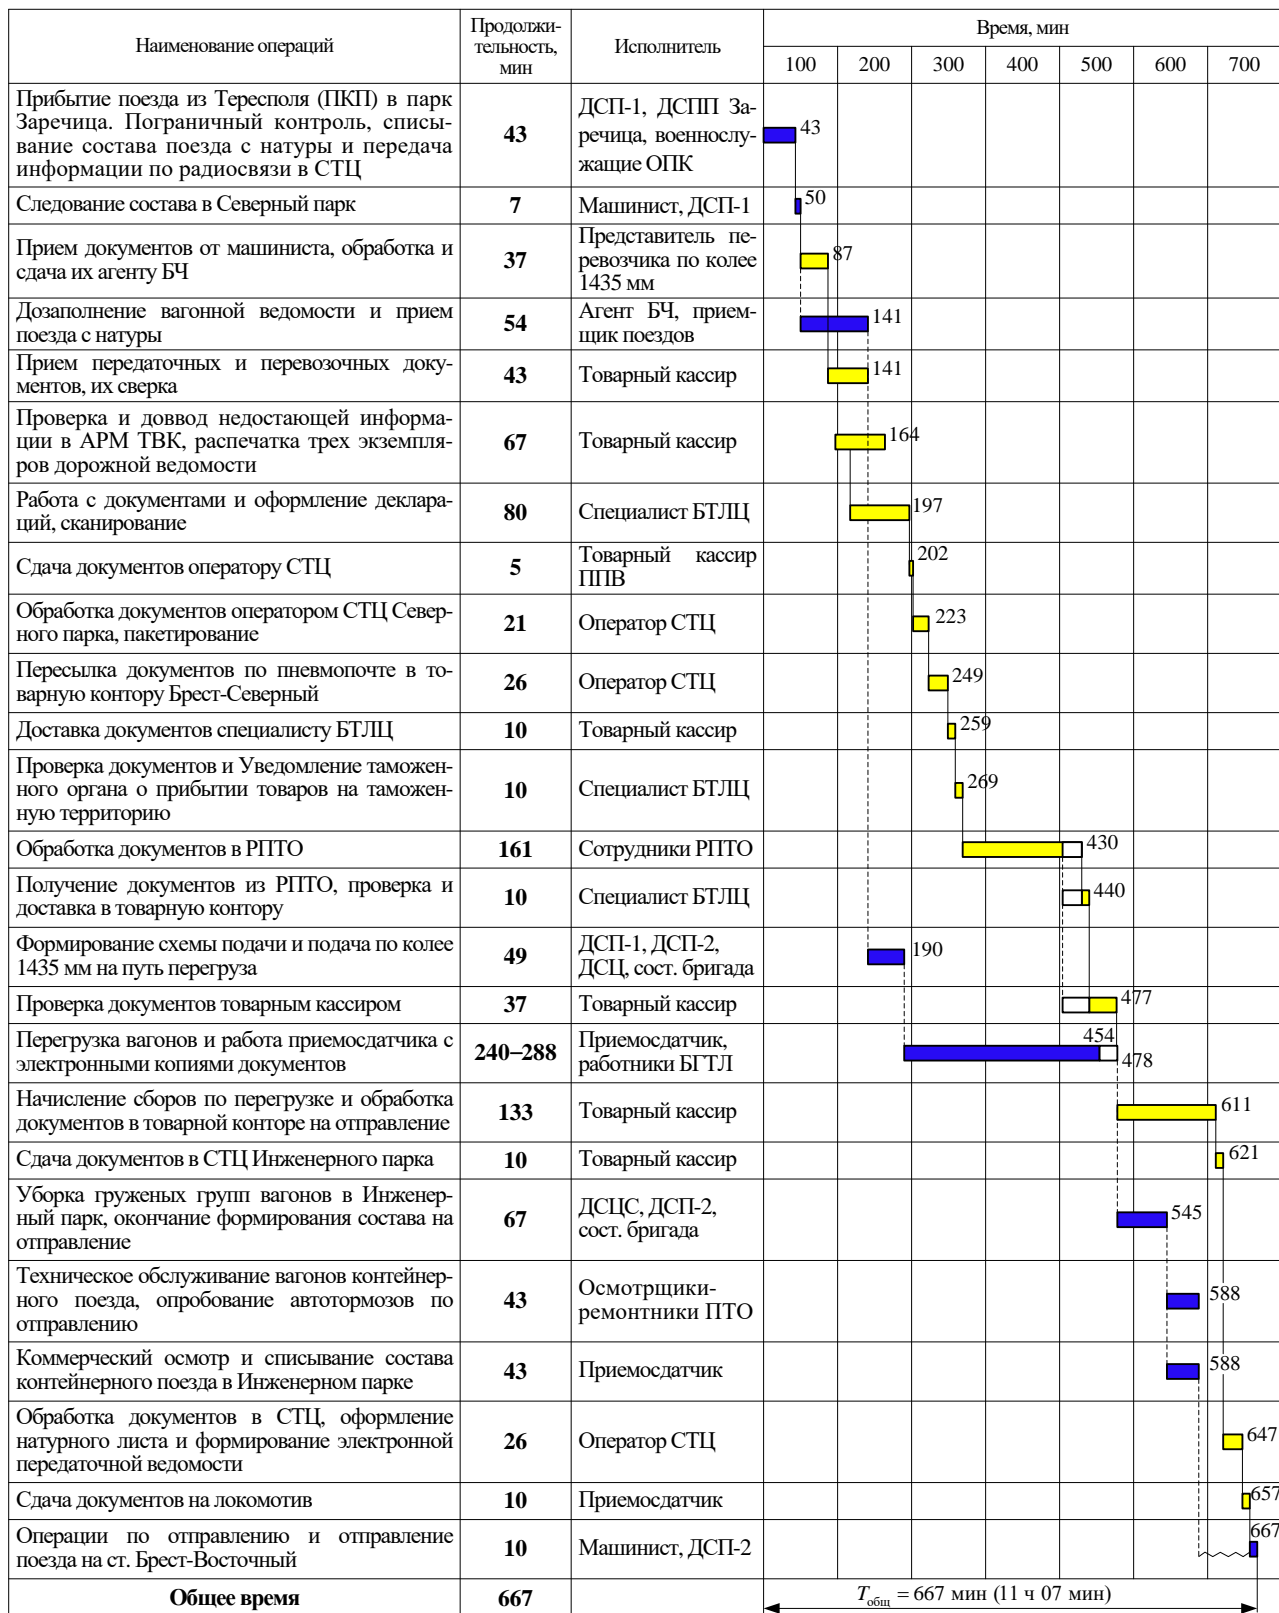 Наименование операций
Продолжи-
тельность,
мин
Исполнитель
Время, мин
100 200 300 400 500 600 700
Прибытие поезда из Тересполя (ПКП) в парк
Заречица. Пограничный контроль, списы-
вание состава поезда с натуры и передача
информации по радиосвязи в СТЦ
43
ДСП-1, ДСПП За-
речица, военнослу-
жащие ОПК
43
Следование состава в Северный парк
7
Машинист, ДСП-1
50
Прием документов от машиниста, обработка и
сдача их агенту БЧ
37
Представитель пе-
ревозчика по колее
1435 мм
87
Дозаполнение вагонной ведомости и прием
поезда с натуры
54
Агент БЧ, прием-
щик поездов
141
Прием передаточных и перевозочных доку-
ментов, их сверка
43
Товарный кассир
141
Проверка и доввод недостающей информа-
ции в АРМ ТВК, распечатка трех экземпля-
ров дорожной ведомости
67
Товарный кассир
164
Работа с документами и оформление деклара-
ций, сканирование
80
Специалист БТЛЦ
197
Сдача документов оператору СТЦ
5
Товарный кассир
ППВ
202
Обработка документов оператором СТЦ Север-
ного парка, пакетирование
21
Оператор СТЦ
223
Пересылка документов по пневмопочте в то-
варную контору Брест-Северный
26
Оператор СТЦ
249
Доставка документов специалисту БТЛЦ
10
Товарный кассир
259
Проверка документов и Уведомление таможен-
ного органа о прибытии товаров на таможен-
ную территорию
10
Специалист БТЛЦ
269
Обработка документов в РПТО
161
Сотрудники РПТО
430
Получение документов из РПТО, проверка и
доставка в товарную контору
10
Специалист БТЛЦ
440
Формирование схемы подачи и подача по колее
1435 мм на путь перегруза
49
ДСП-1, ДСП-2,
ДСЦ, сост. бригада
190
Проверка документов товарным кассиром
37
Товарный кассир
477
Перегрузка вагонов и работа приемосдатчика с
электронными копиями документов
240–288
Приемосдатчик,
работники БГТЛ
454
478
Начисление сборов по перегрузке и обработка
документов в товарной конторе на отправление
133
Товарный кассир
611
Сдача документов в СТЦ Инженерного парка
10
Товарный кассир
621
Уборка груженых групп вагонов в Инженер-
ный парк, окончание формирования состава на
отправление
67
ДСЦС, ДСП-2,
сост. бригада
545
Техническое обслуживание вагонов контейнер-
ного поезда, опробование автотормозов по
отправлению
43
Осмотрщики-
ремонтники ПТО
588
Коммерческий осмотр и списывание состава
контейнерного поезда в Инженерном парке
43
Приемосдатчик
588
Обработка документов в СТЦ, оформление
натурного листа и формирование электронной
передаточной ведомости
26
Оператор СТЦ
647
Сдача документов на локомотив
10
Приемосдатчик
657
Операции по отправлению и отправление
поезда на ст. Брест-Восточный
10
Машинист, ДСП-2
667
Общее время
667
Tобщ = 667 мин (11 ч 07 мин)